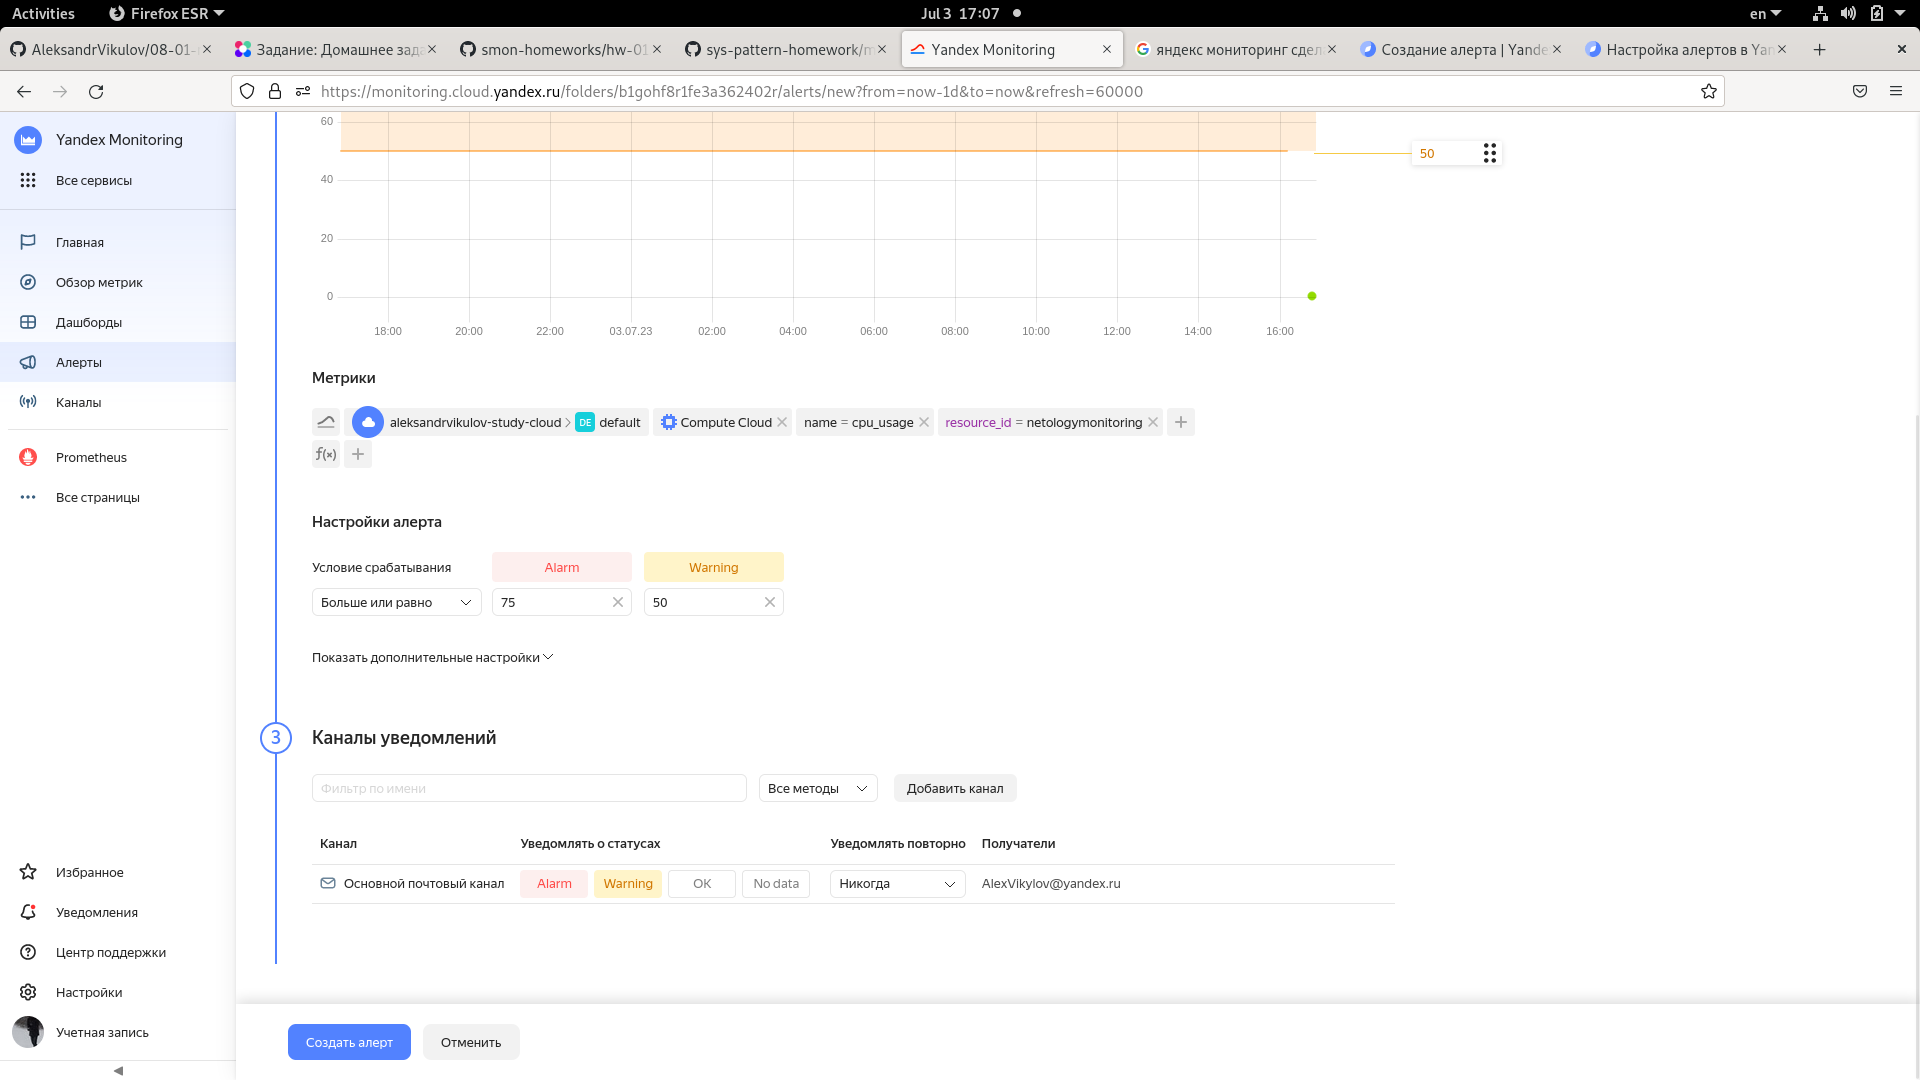 Activities
Firefox ESR
Jul 3 17:07
en
AleksandrVikulov/08-01-
Задание: Домашнее зада
smon-homeworks/hw-01
sys-pattern-homework/m
Yandex Monitoring
яндекс мониторинг сдел
Создание алерта | Yande
Настройка алертов в Yan
https://monitoring.cloud.yandex.ru/folders/b1gohf8r1fe3a362402r/alerts/new?from=now-1d&to=now&refresh=60000
Yandex Monitoring
Все сервисы
Главная
Обзор метрик
Дашборды
Алерты
Каналы
Prometheus
Все страницы
Избранное
Уведомления
Центр поддержки
Настройки
Учетная запись
60
50
40
20
0
18:00 20:00 22:00 03.07.23 02:00 04:00 06:00 08:00 10:00 12:00 14:00 16:00
Метрики
aleksandrvikulov-study-cloud > DE default Compute Cloud name = cpu_usage resource_id = netologymonitoring
f(x)
Настройки алерта
Условие срабатывания Alarm Warning
Больше или равно 75 50
Показать дополнительные настройки
3 Каналы уведомлений
Фильтр по имени Все методы Добавить канал
Канал Уведомлять о статусах Уведомлять повторно Получатели
Основной почтовый канал Alarm Warning OK No data Никогда AlexVikylov@yandex.ru
Создать алерт Отменить